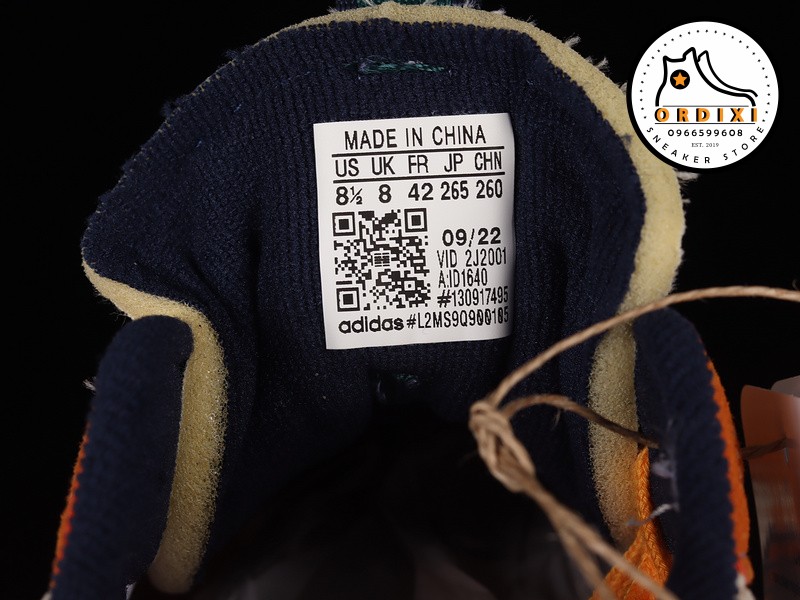 MADE IN CHINA
US UK FR JP CHN
8½ 8 42 265 260
09/22
VID 2J2001
A:ID1640
#130917495
adidas #L2MS9Q900105
ORDIXI
0966599608
EST. 2019
SNEAKER STORE